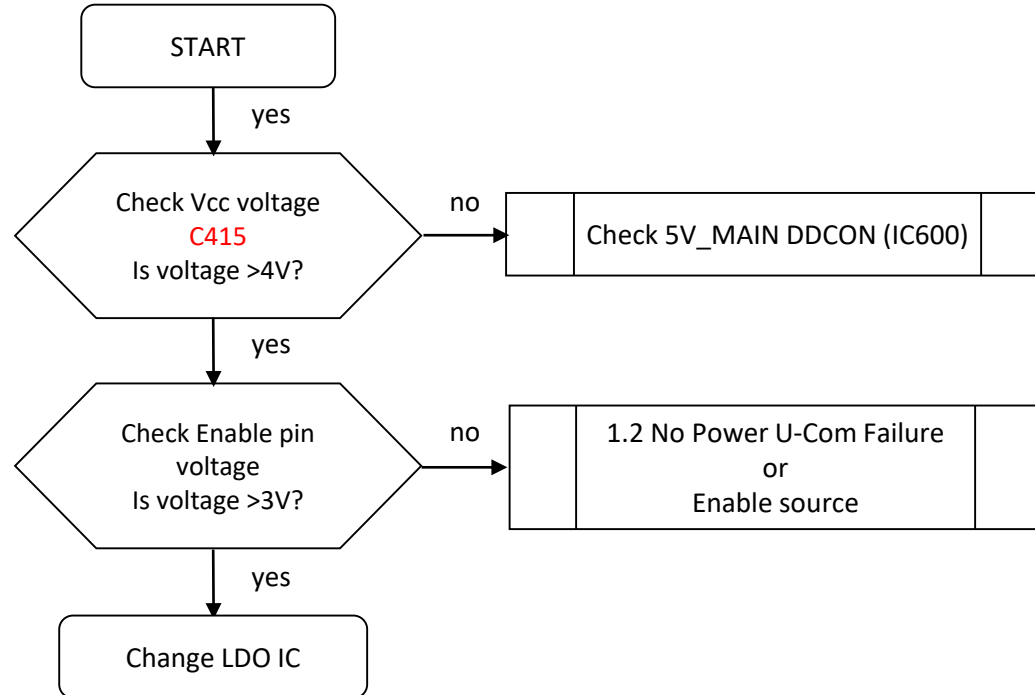 START
yes
Check Vcc voltage
C415
Is voltage >4V?
no
Check 5V_MAIN DDCON (IC600)
yes
Check Enable pin
voltage
Is voltage >3V?
no
1.2 No Power U-Com Failure
or
Enable source
yes
Change LDO IC